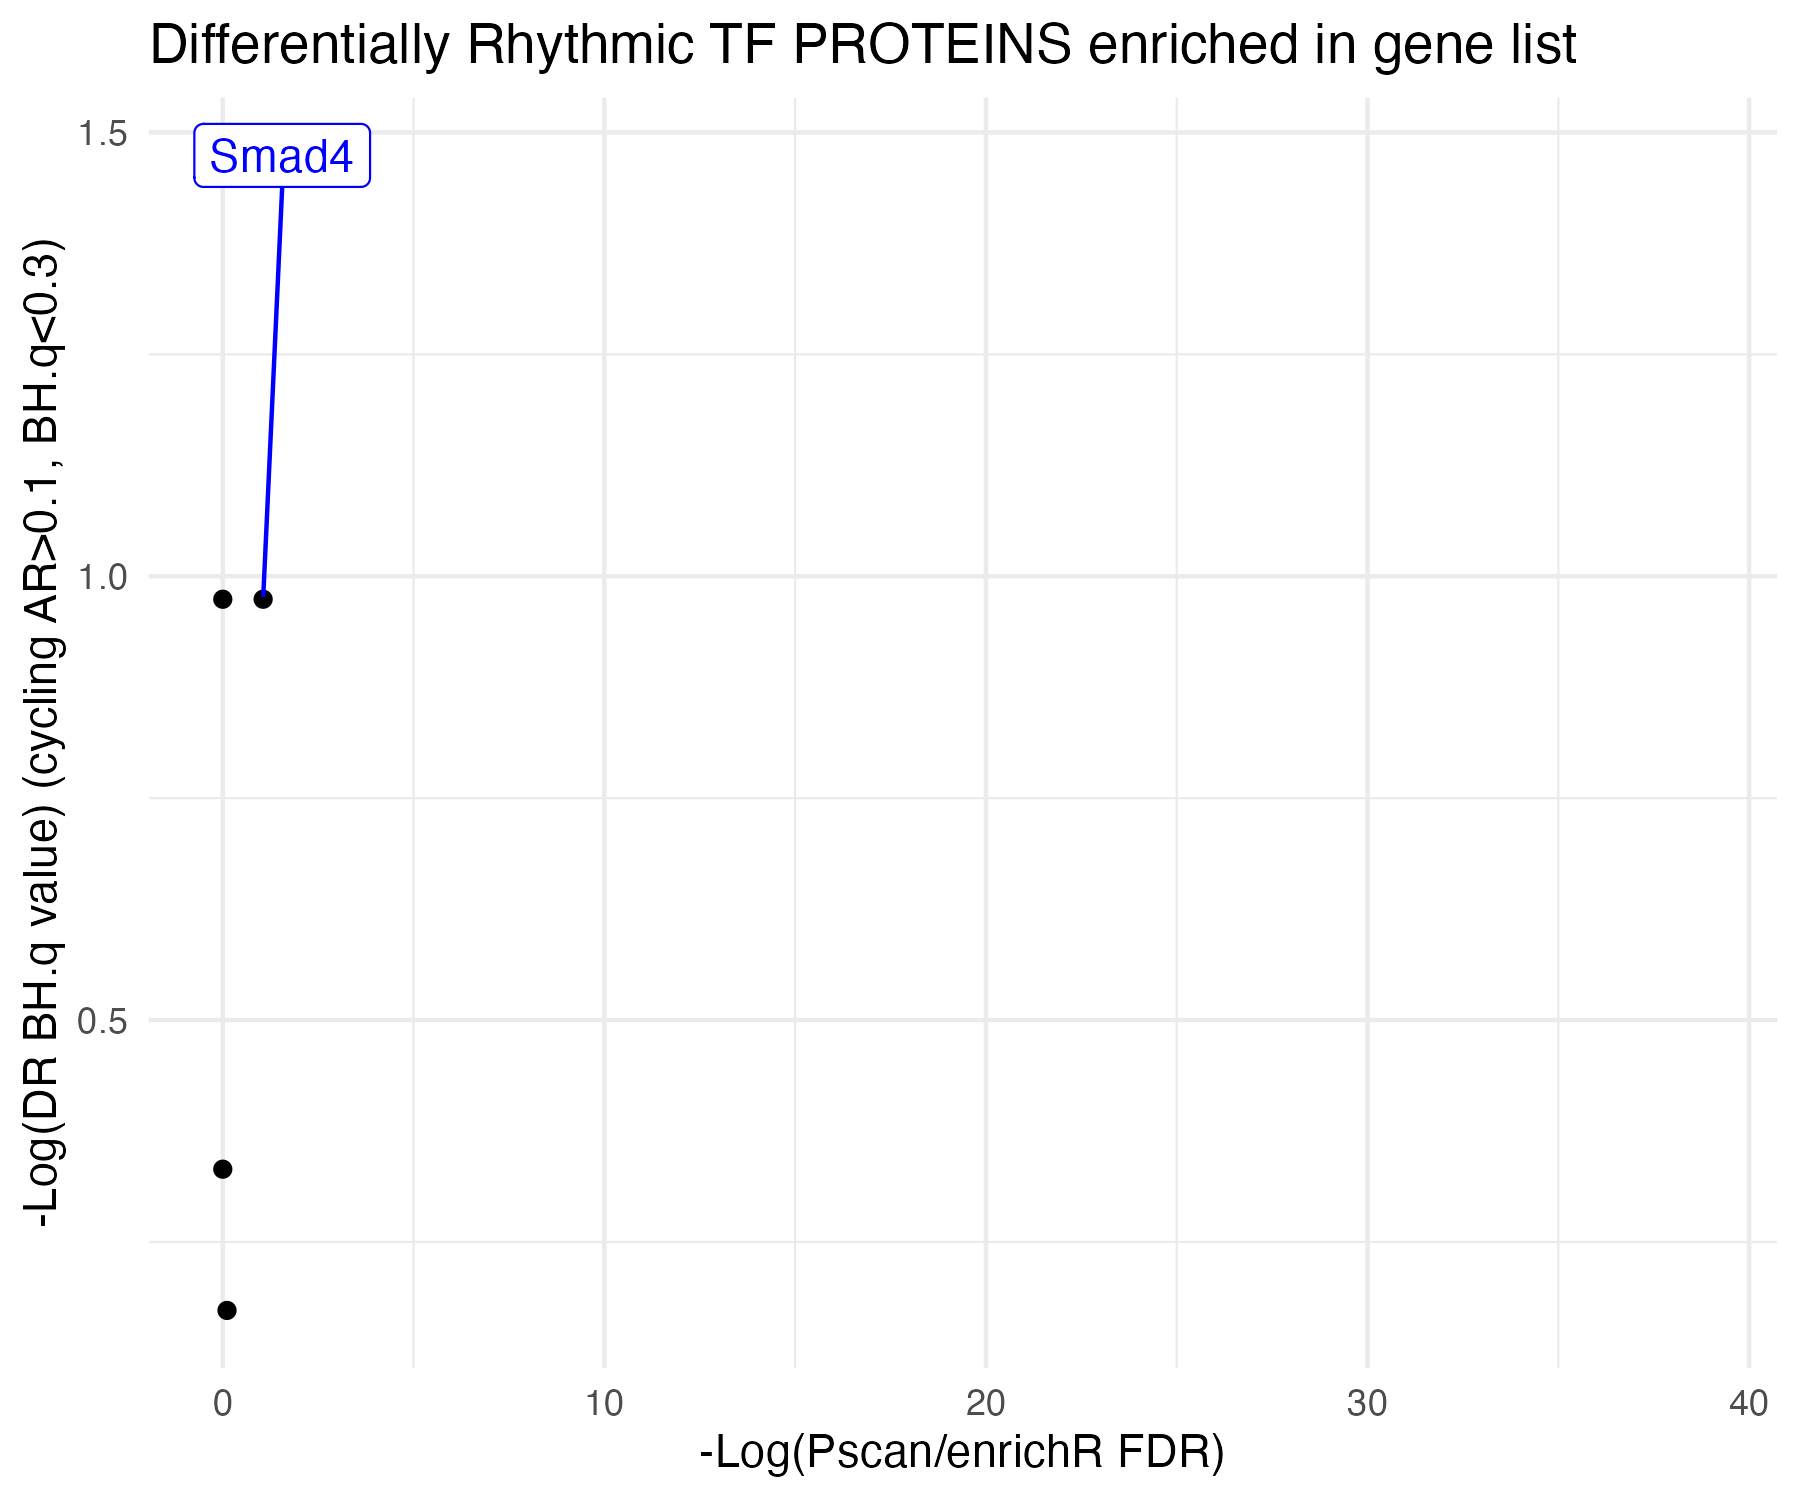 Differentially Rhythmic TF PROTEINS enriched in gene list
-Log(DR BH.q value) (cycling AR>0.1, BH.q<0.3)
1.5
1.0
0.5
Smad4
0
10
20
30
40
-Log(Pscan/enrichR FDR)